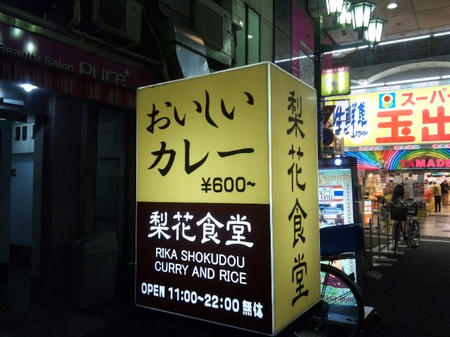 Beauty Salon pure
おいしい
カレー
¥600~
梨花食堂
RIKA SHOKUDOU
CURRY AND RICE
OPEN 11:00~22:00 無休
梨花食堂
生鮮館
スーパー
玉出
TAMADE